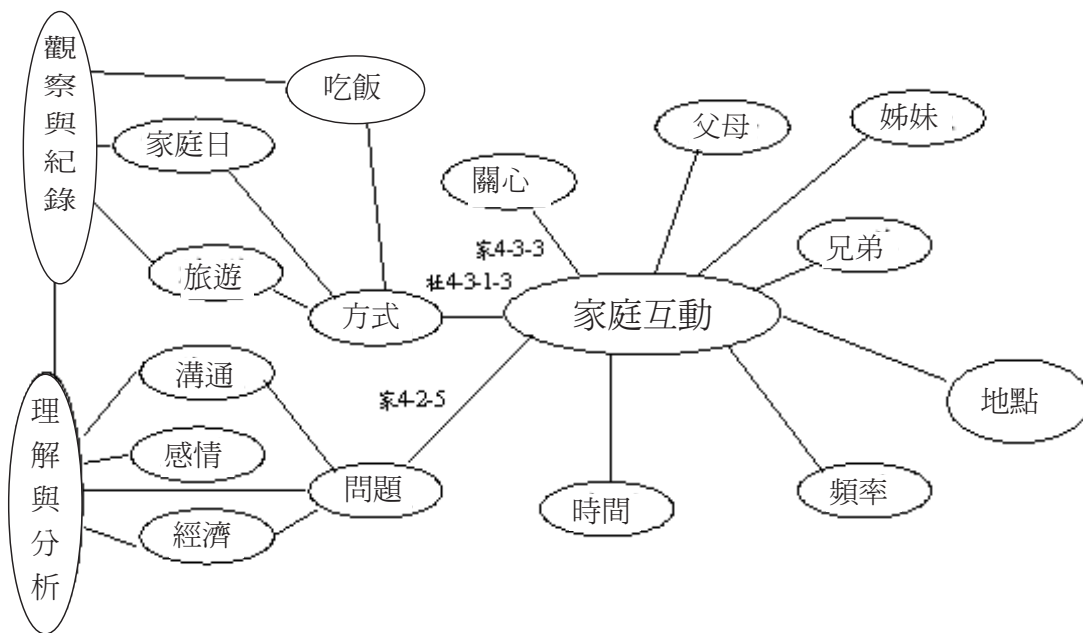 觀察與紀錄
吃飯
家庭日
旅遊
方式
關心
父母
姊妹
兄弟
家4-3-3
社4-3-1-3
家庭互動
地點
頻率
時間
家4-2-5
溝通
感情
經濟
問題
理解與分析